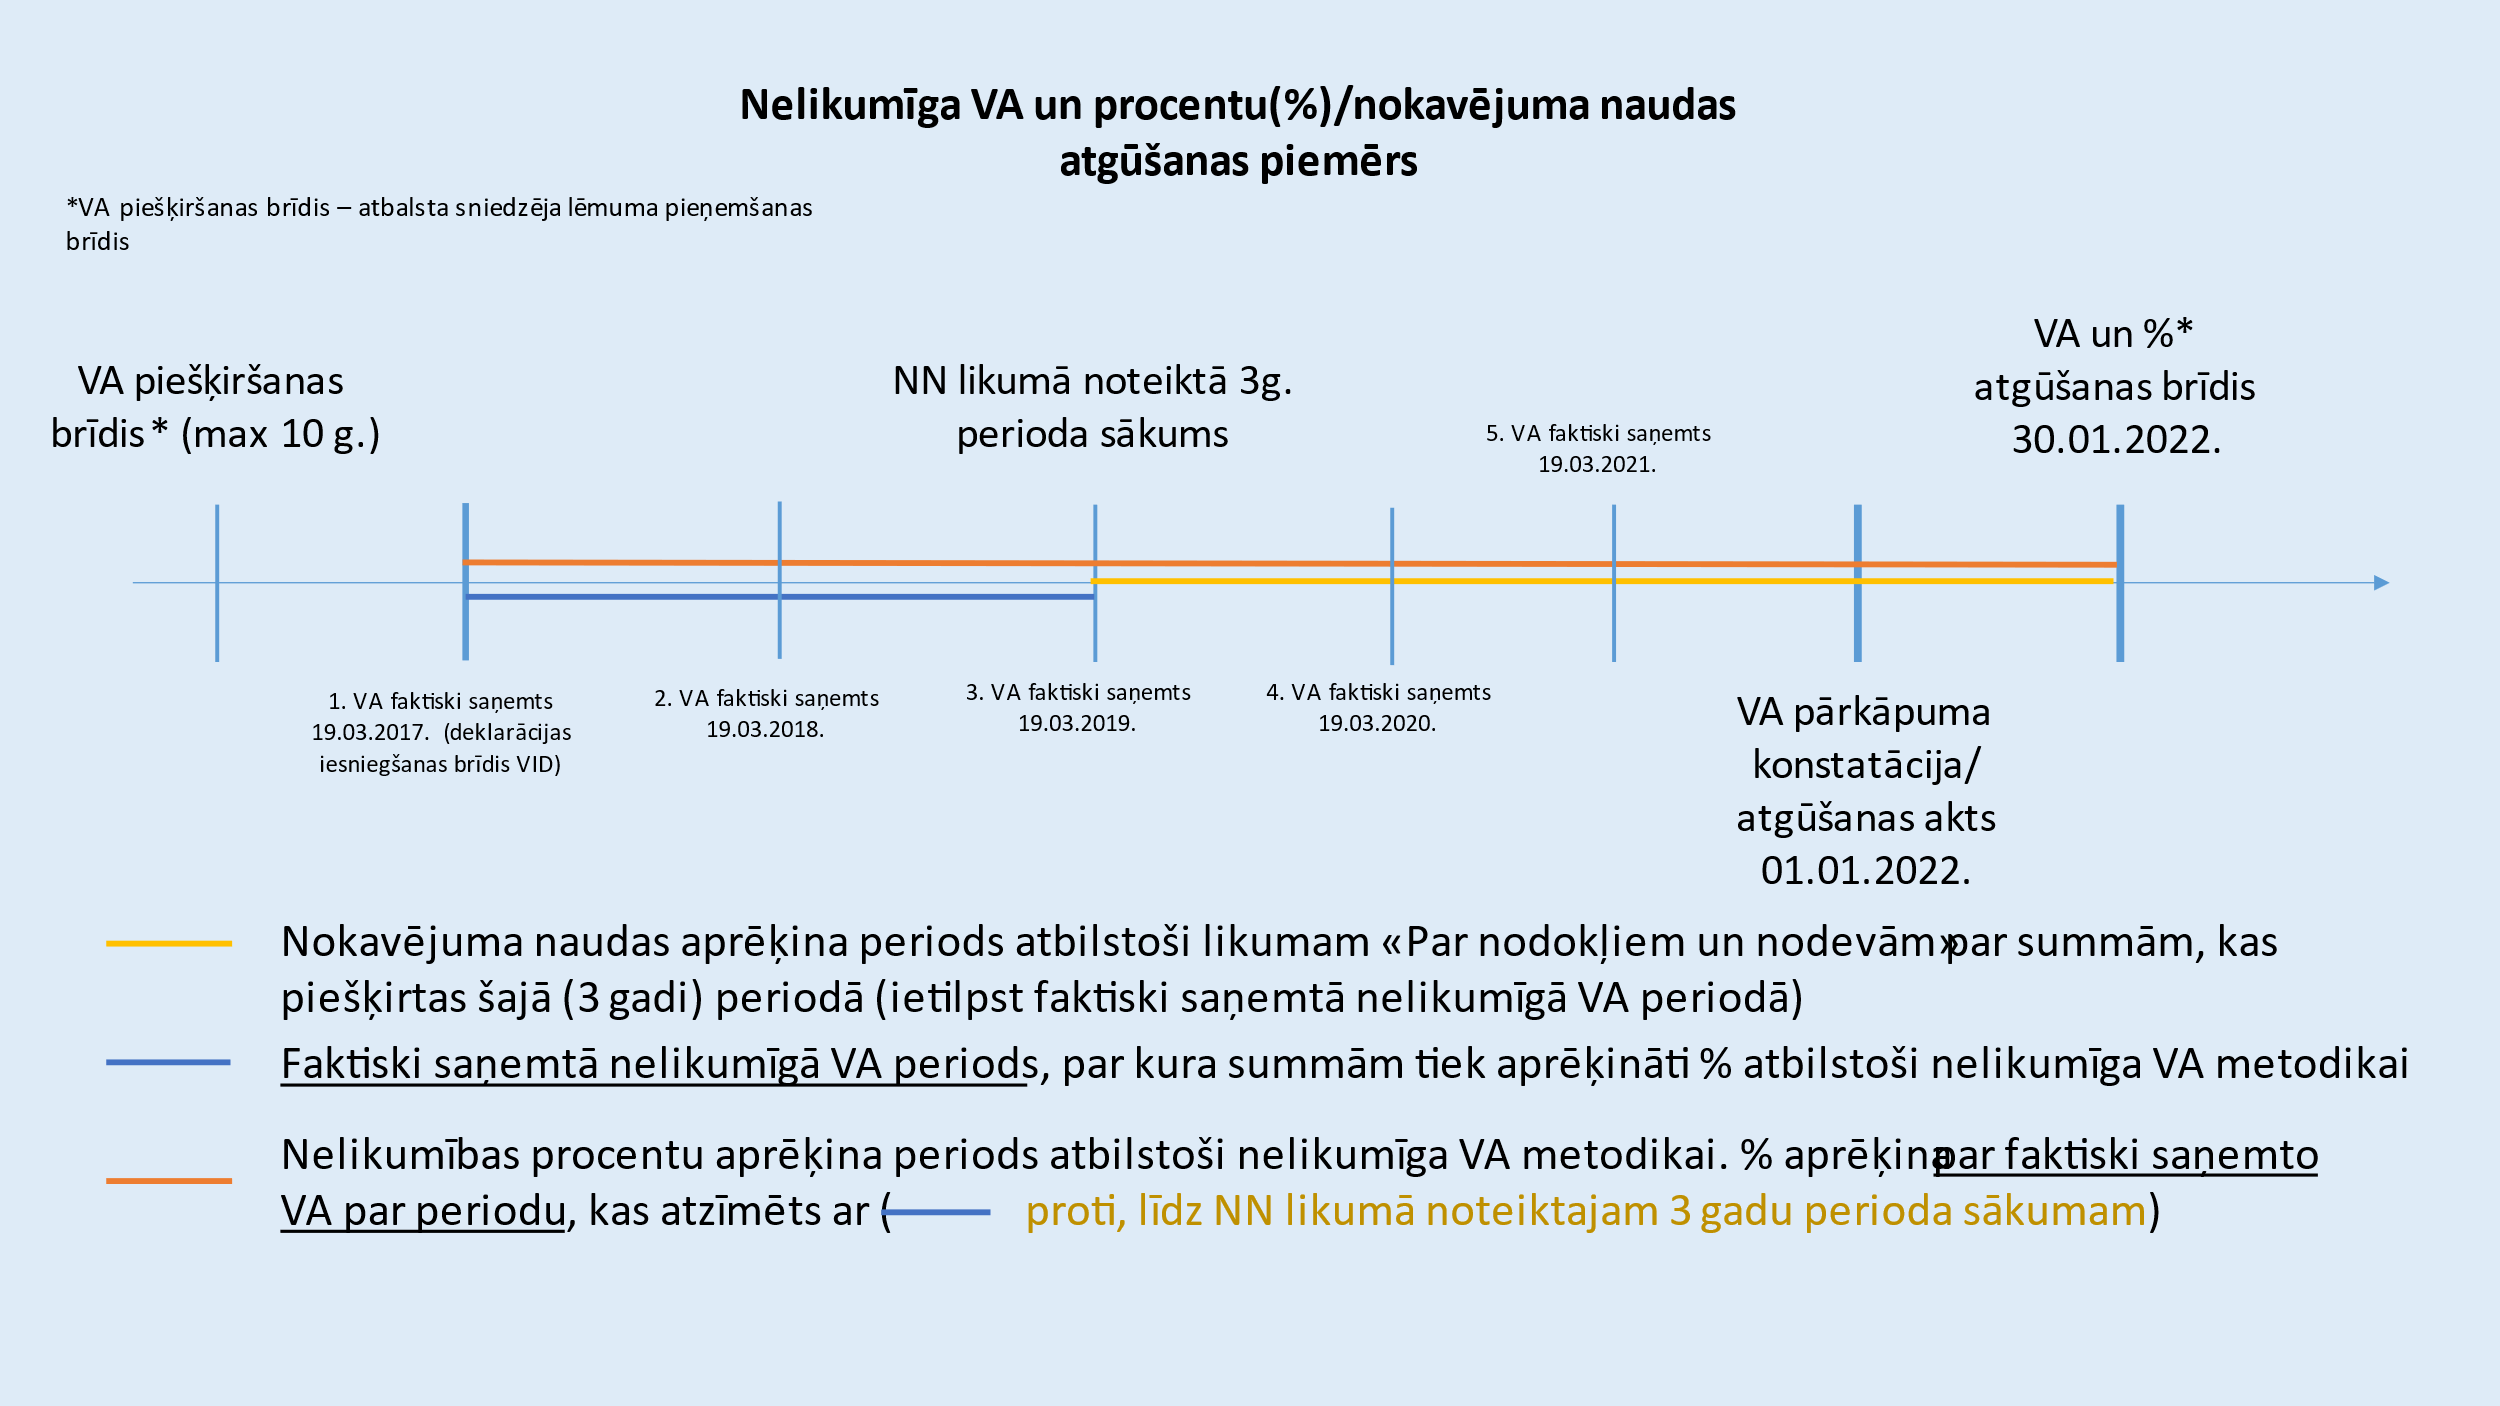 Nelikumīga VA un procentu(%)/nokavējuma naudas
atgūšanas piemērs
*VA piešķiršanas brīdis – atbalsta sniedzēja lēmuma pieņemšanas
brīdis
VA piešķiršanas
brīdis* (max 10 g.)
NN likumā noteiktā 3g.
perioda sākums
5. VA faktiski saņemts
19.03.2021.
VA un %*
atgūšanas brīdis
30.01.2022.
1. VA faktiski saņemts
19.03.2017. (deklarācijas
iesniegšanas brīdis VID)
2. VA faktiski saņemts
19.03.2018.
3. VA faktiski saņemts
19.03.2019.
4. VA faktiski saņemts
19.03.2020.
VA pārkāpuma
konstatācija/
atgūšanas akts
01.01.2022.
Nokavējuma naudas aprēķina periods atbilstoši likumam «Par nodokļiem un nodevām» par summām, kas
piešķirtas šajā (3 gadi) periodā (ietilpst faktiski saņemtā nelikumīgā VA periodā)
Faktiski saņemtā nelikumīgā VA periods, par kura summām tiek aprēķināti % atbilstoši nelikumīga VA metodikai
Nelikumības procentu aprēķina periods atbilstoši nelikumīga VA metodikai. % aprēķina par faktiski saņemto
VA par periodu, kas atzīmēts ar ( proti, līdz NN likumā noteiktajam 3 gadu perioda sākumam)